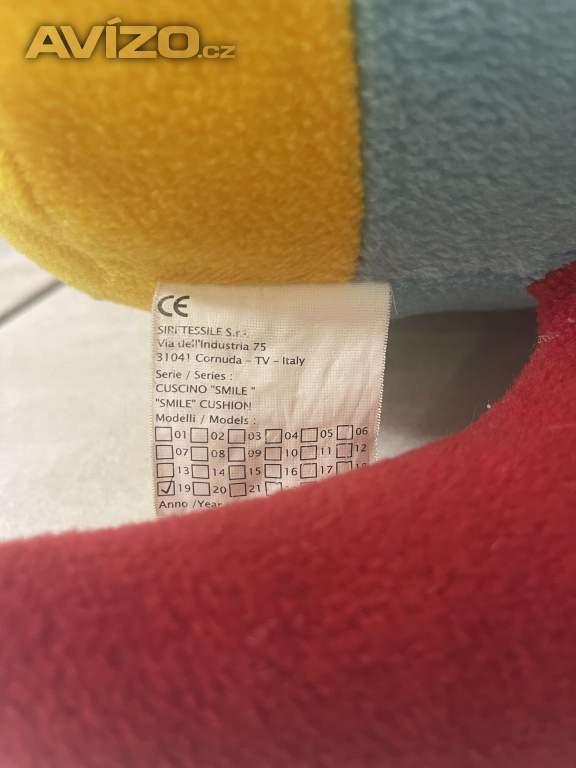 AVÍZO.cz
CE
SIRETESSILE S.r.l.
Via dell'Industria 75
31041 Cornuda - TV - Italy
Serie / Series :
CUSCINO "SMILE "
"SMILE" CUSHION
Modelli / Models :
01 02 03 04 05 06
07 08 09 10 11 12
13 14 15 16 17 18
19 20 21
Anno /Year